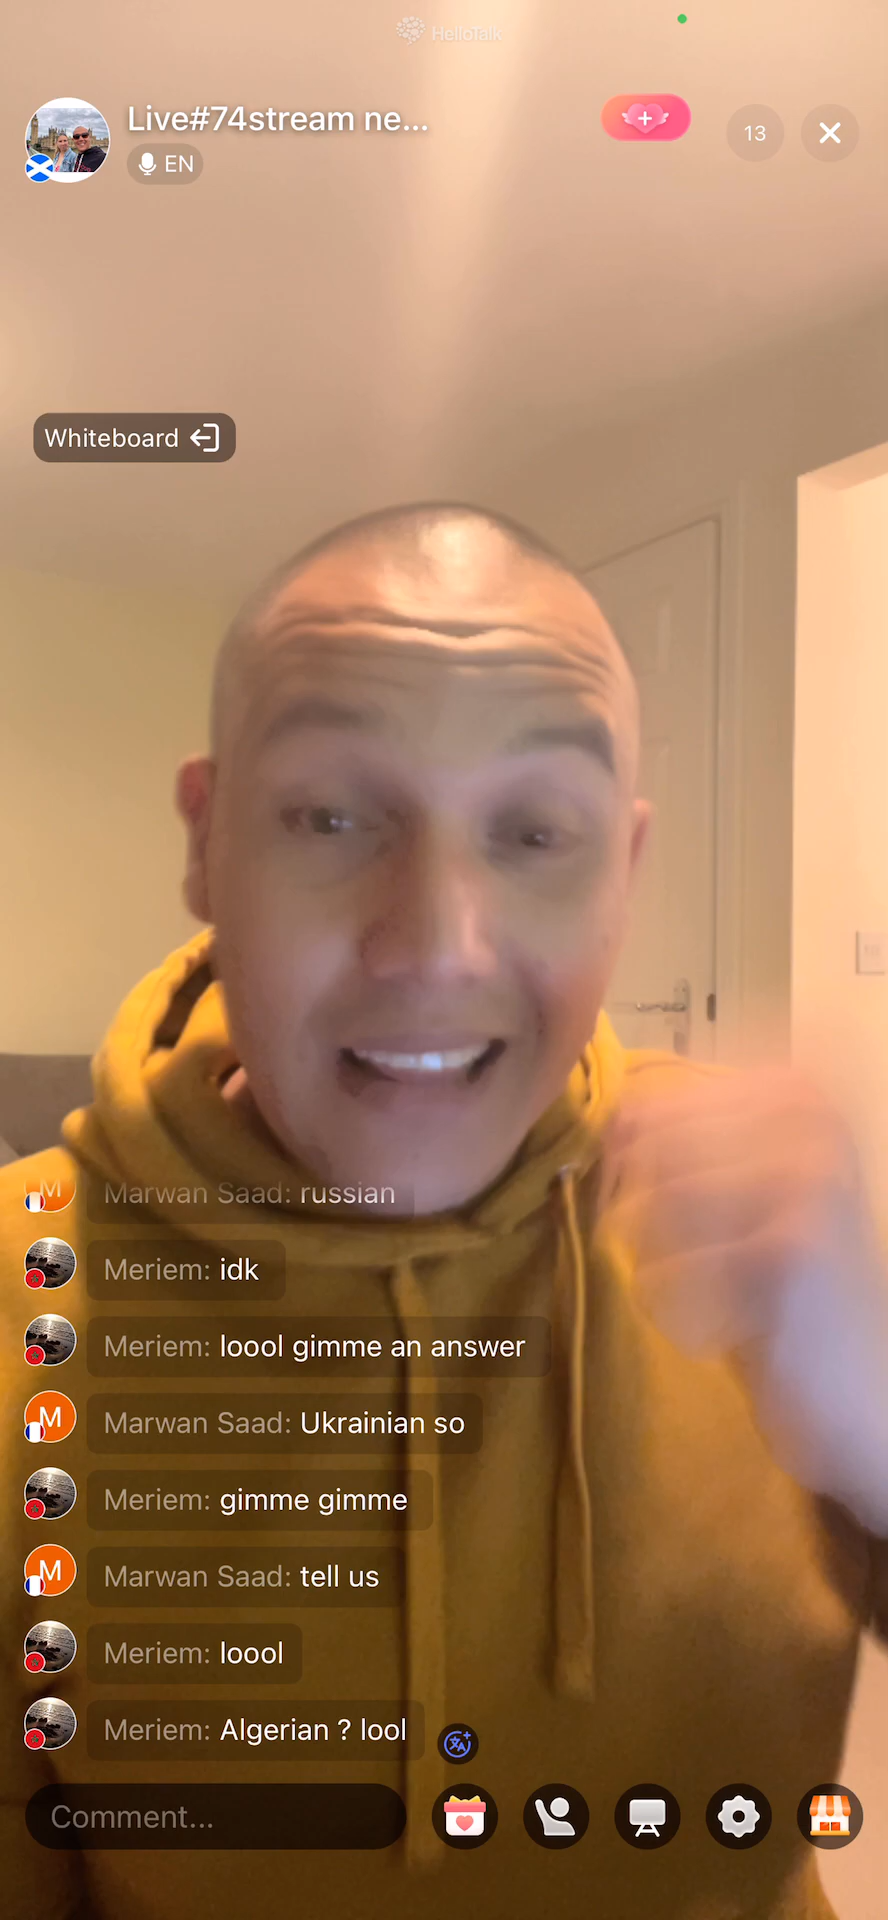 HelloTalk
Live#74stream ne...
EN
13
Whiteboard
M
Marwan Saad: russian
Meriem: idk
Meriem: loool gimme an answer
M
Marwan Saad: Ukrainian so
Meriem: gimme gimme
M
Marwan Saad: tell us
Meriem: loool
Meriem: Algerian ? lool
Comment...